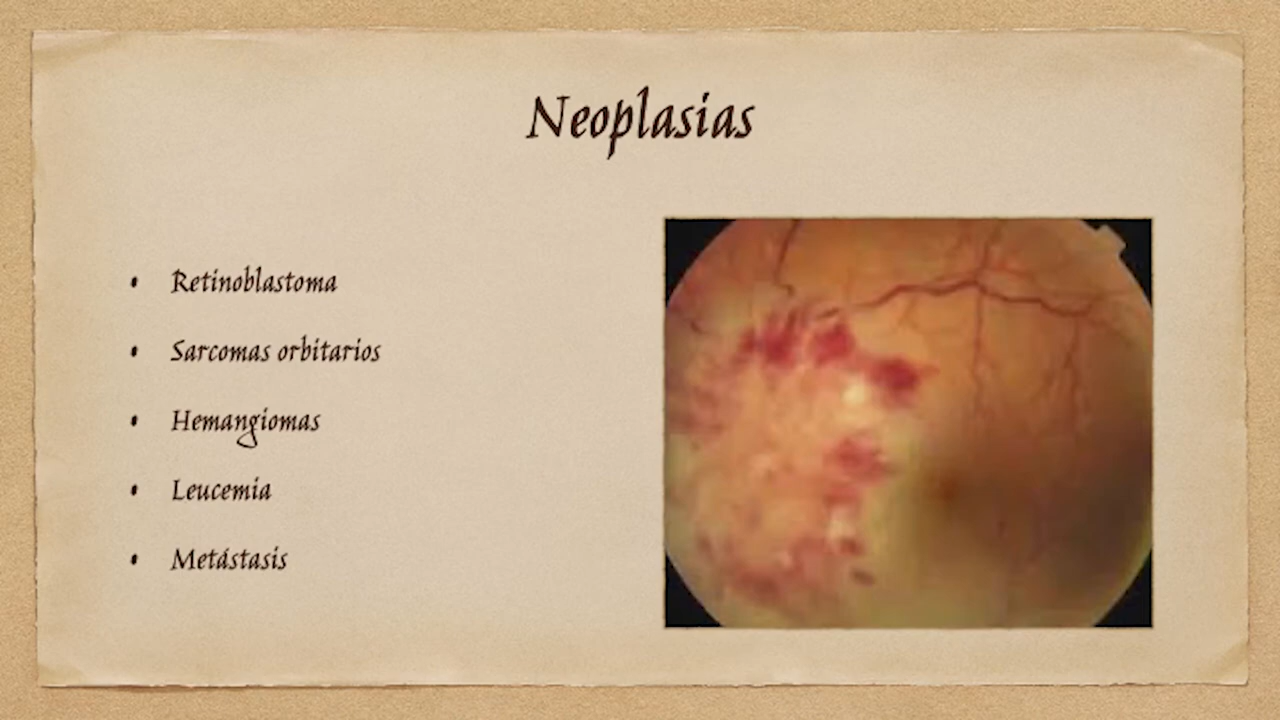 Neoplasias
• Retinoblastoma
• Sarcomas orbitarios
• Hemangiomas
• Leucemia
• Metástasis